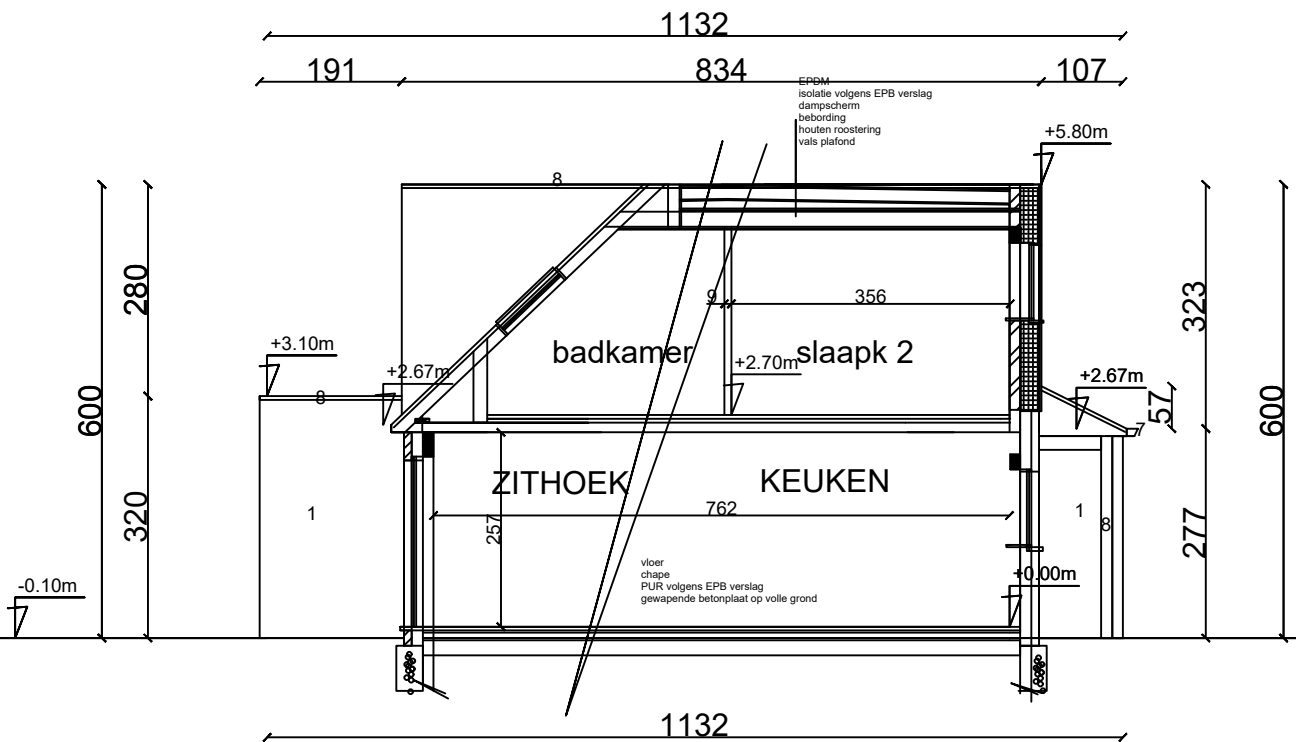 1132
191
834
107
EPDM
isolatie volgens EPB verslag
dampscherm
bebording
houten roostering
vals plafond
+5.80m
8
280
9
356
323
+3.10m
badkamer
slaapk 2
+2.67m
+2.70m
+2.67m
8
57
7
600
600
ZITHOEK
KEUKEN
762
320
1
257
1
8
277
vloer
chape
PUR volgens EPB verslag
gewapende betonplaat op volle grond
-0.10m
+0.00m
1132